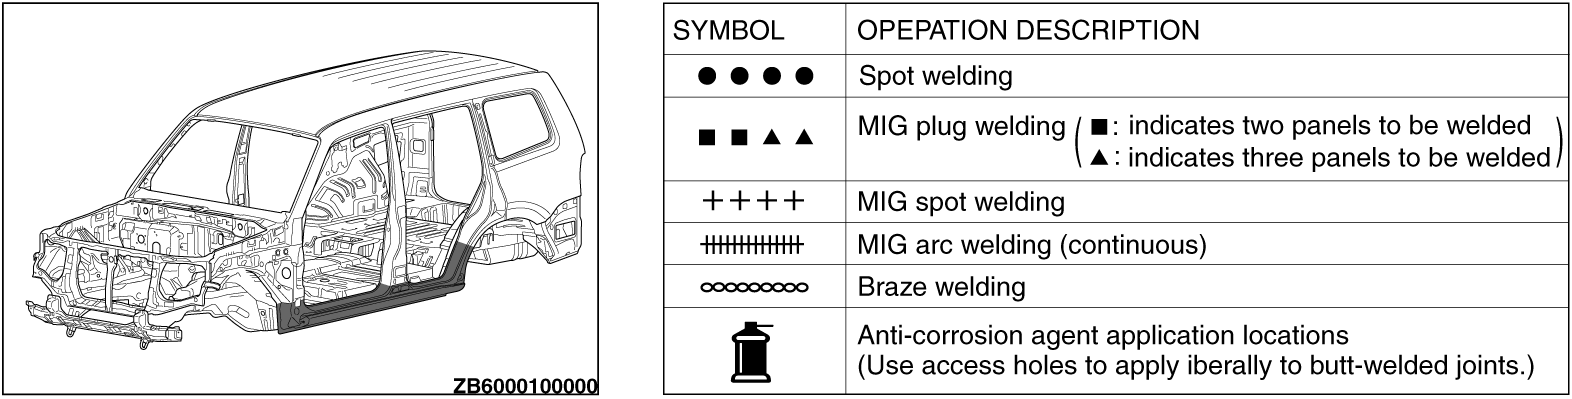 ZB6000100000
SYMBOL OPEPATION DESCRIPTION
Spot welding
MIG plug welding ( ■: indicates two panels to be welded
▲: indicates three panels to be welded )
MIG spot welding
MIG arc welding (continuous)
Braze welding
Anti-corrosion agent application locations
(Use access holes to apply iberally to butt-welded joints.)